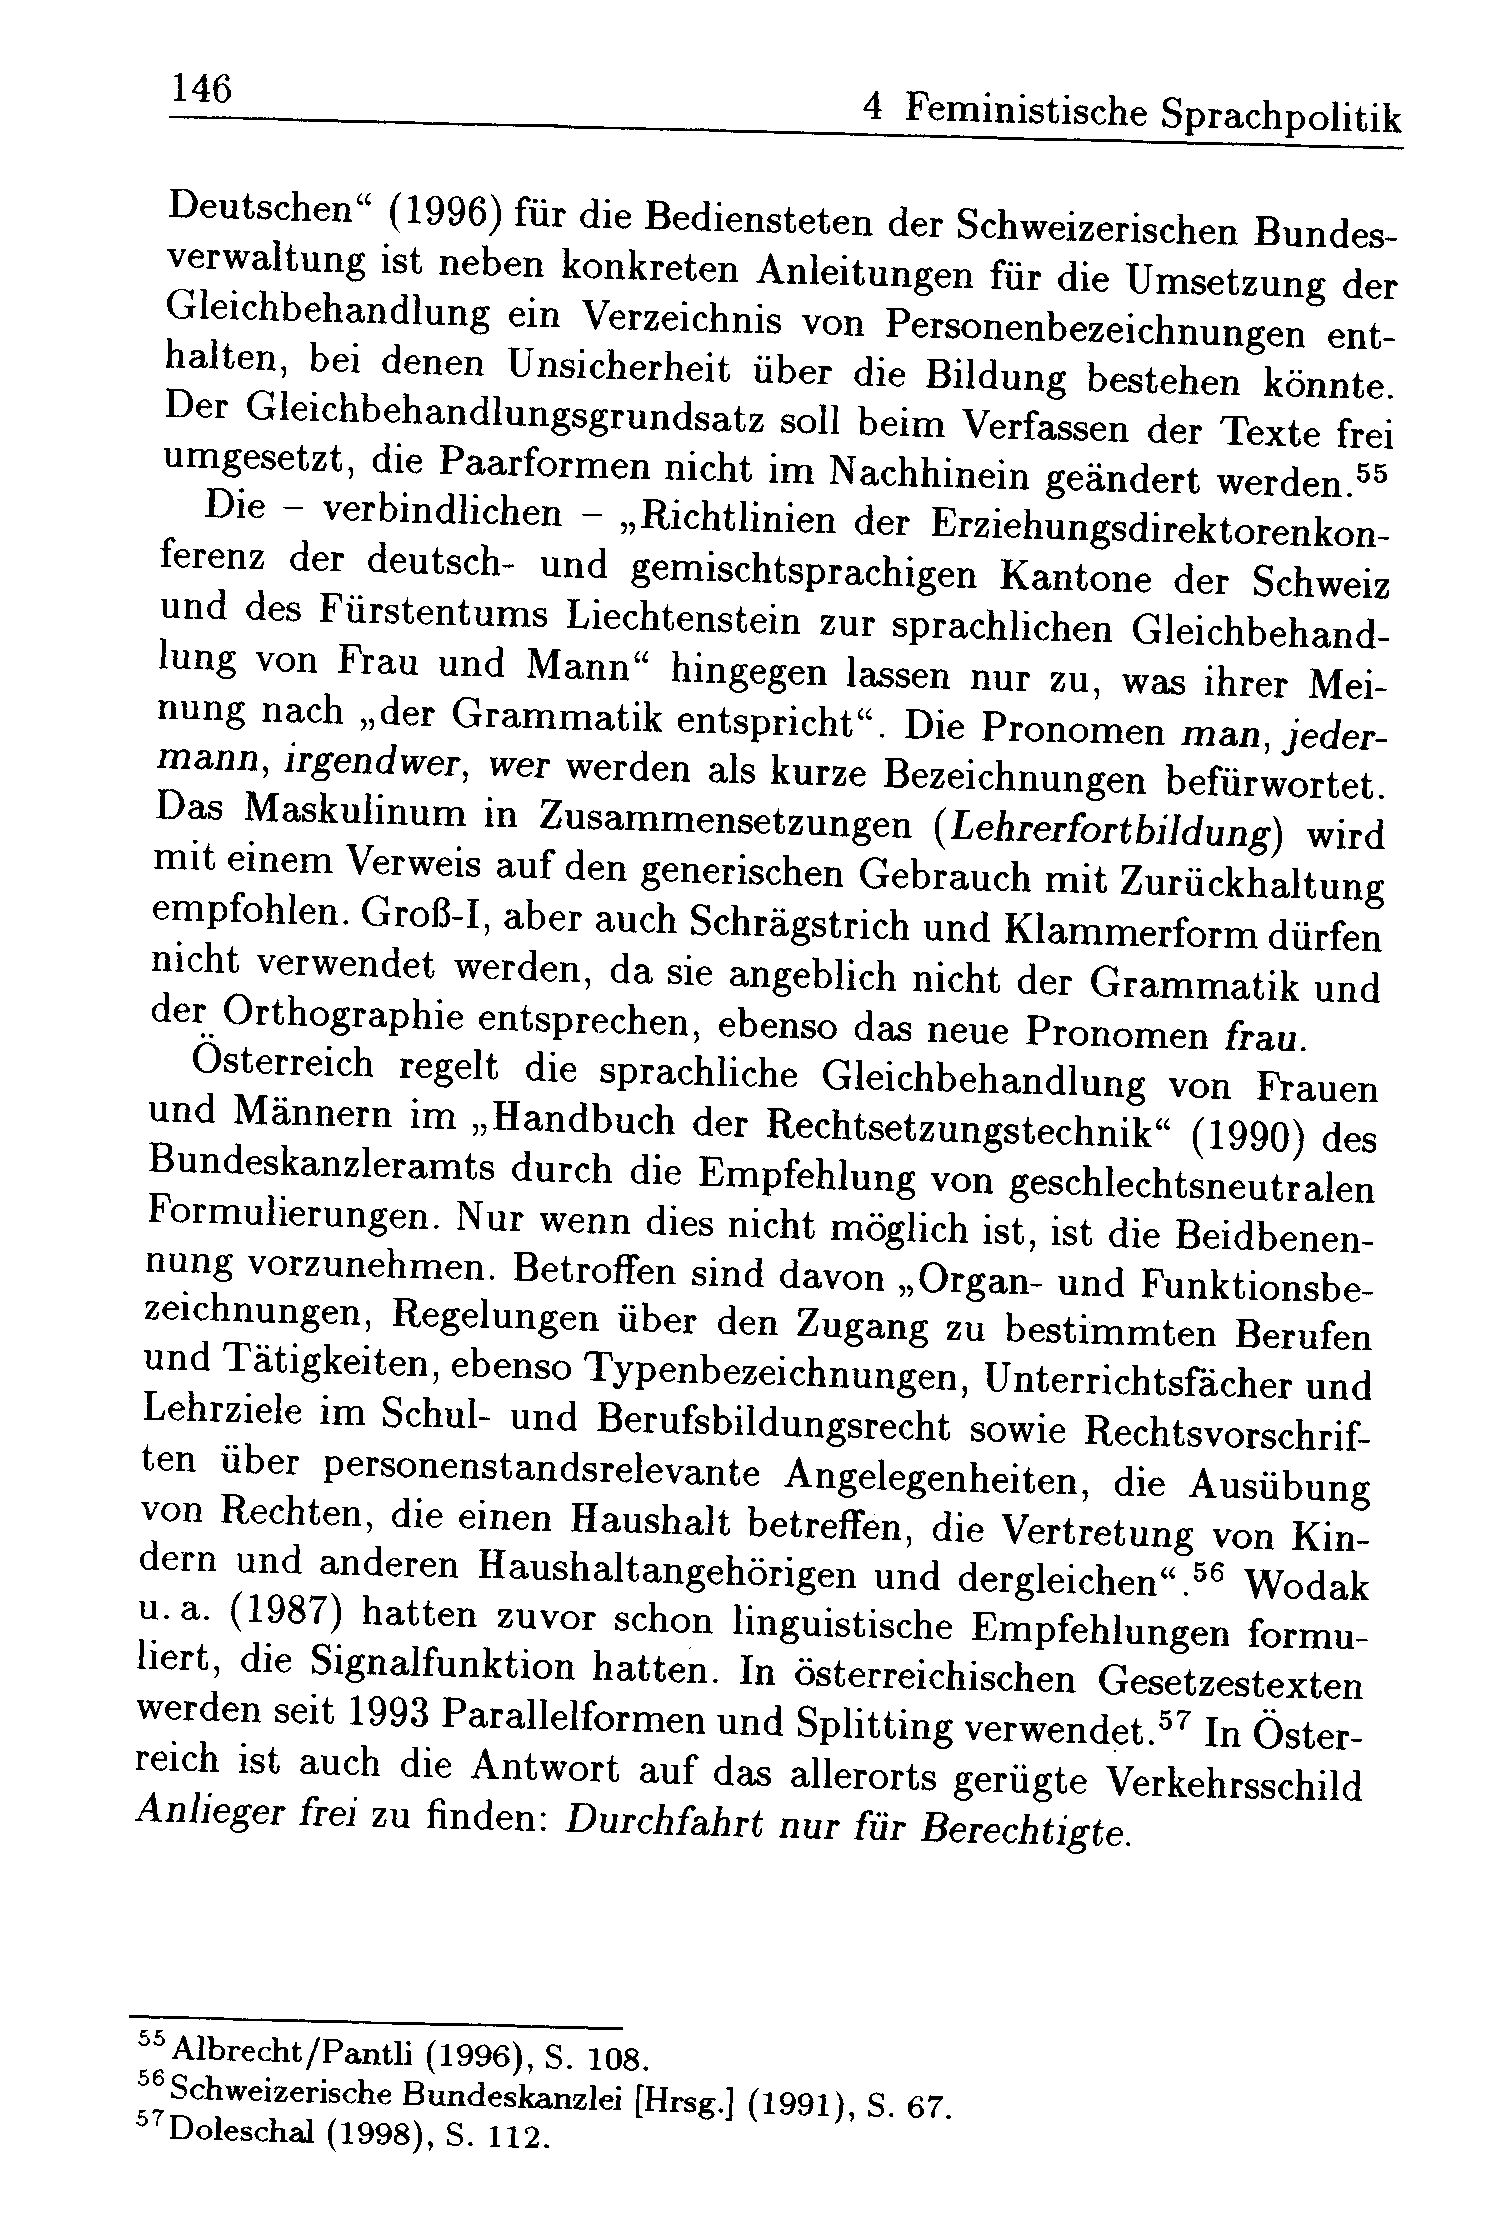 146
4 Feministische Sprachpolitik
Deutschen“ (1996) für die Bediensteten der Schweizerischen Bundes-
verwaltung ist neben konkreten Anleitungen für die Umsetzung der
Gleichbehandlung ein Verzeichnis von Personenbezeichnungen ent-
halten, bei denen Unsicherheit über die Bildung bestehen könnte.
Der Gleichbehandlungsgrundsatz soll beim Verfassen der Texte frei
umgesetzt, die Paarformen nicht im Nachhinein geändert werden.⁵⁵
Die – verbindlichen – „Richtlinien der Erziehungsdirektorenkon-
ferenz der deutsch- und gemischtsprachigen Kantone der Schweiz
und des Fürstentums Liechtenstein zur sprachlichen Gleichbehand-
lung von Frau und Mann“ hingegen lassen nur zu, was ihrer Mei-
nung nach „der Grammatik entspricht“. Die Pronomen man, jeder-
mann, irgendwer, wer werden als kurze Bezeichnungen befürwortet.
Das Maskulinum in Zusammensetzungen (Lehrerfortbildung) wird
mit einem Verweis auf den generischen Gebrauch mit Zurückhaltung
empfohlen. Groß-I, aber auch Schrägstrich und Klammerform dürfen
nicht verwendet werden, da sie angeblich nicht der Grammatik und
der Orthographie entsprechen, ebenso das neue Pronomen frau.
Österreich regelt die sprachliche Gleichbehandlung von Frauen
und Männern im „Handbuch der Rechtsetzungstechnik“ (1990) des
Bundeskanzleramts durch die Empfehlung von geschlechtsneutralen
Formulierungen. Nur wenn dies nicht möglich ist, ist die Beidbenen-
nung vorzunehmen. Betroffen sind davon „Organ- und Funktionsbe-
zeichnungen, Regelungen über den Zugang zu bestimmten Berufen
und Tätigkeiten, ebenso Typenbezeichnungen, Unterrichtsfächer und
Lehrziele im Schul- und Berufsbildungsrecht sowie Rechtsvorschrif-
ten über personenstandsrelevante Angelegenheiten, die Ausübung
von Rechten, die einen Haushalt betreffen, die Vertretung von Kin-
dern und anderen Haushaltangehörigen und dergleichen“.⁵⁶ Wodak
u. a. (1987) hatten zuvor schon linguistische Empfehlungen formu-
liert, die Signalfunktion hatten. In österreichischen Gesetzestexten
werden seit 1993 Parallelformen und Splitting verwendet.⁵⁷ In Öster-
reich ist auch die Antwort auf das allerorts gerügte Verkehrsschild
Anlieger frei zu finden: Durchfahrt nur für Berechtigte.
⁵⁵ Albrecht/Pantli (1996), S. 108.
⁵⁶ Schweizerische Bundeskanzlei [Hrsg.] (1991), S. 67.
⁵⁷ Doleschal (1998), S. 112.